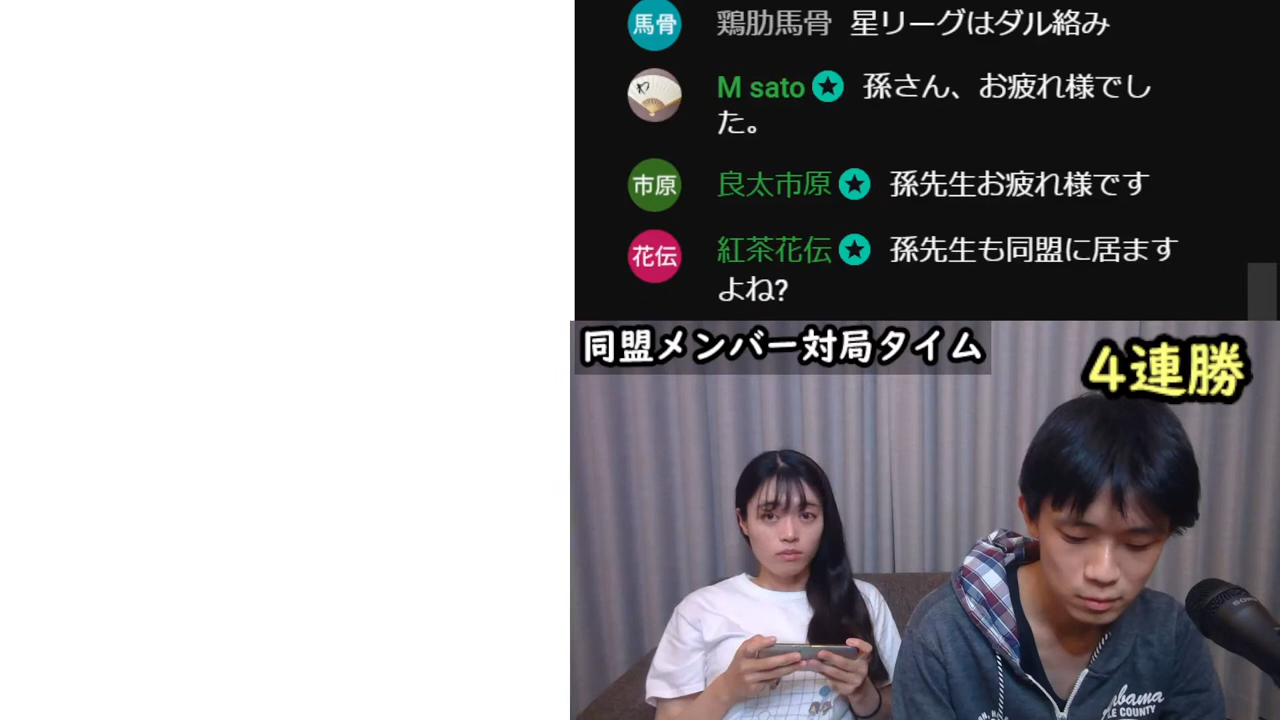 馬骨 鶏肋馬骨 星リーグはダル絡み
M sato 孫さん、お疲れ様でし
た。
市原 良太市原 孫先生お疲れ様です
花伝 紅茶花伝 孫先生も同盟に居ます
よね?
同盟メンバー対局タイム
4連勝
SONY
LE COUNTY